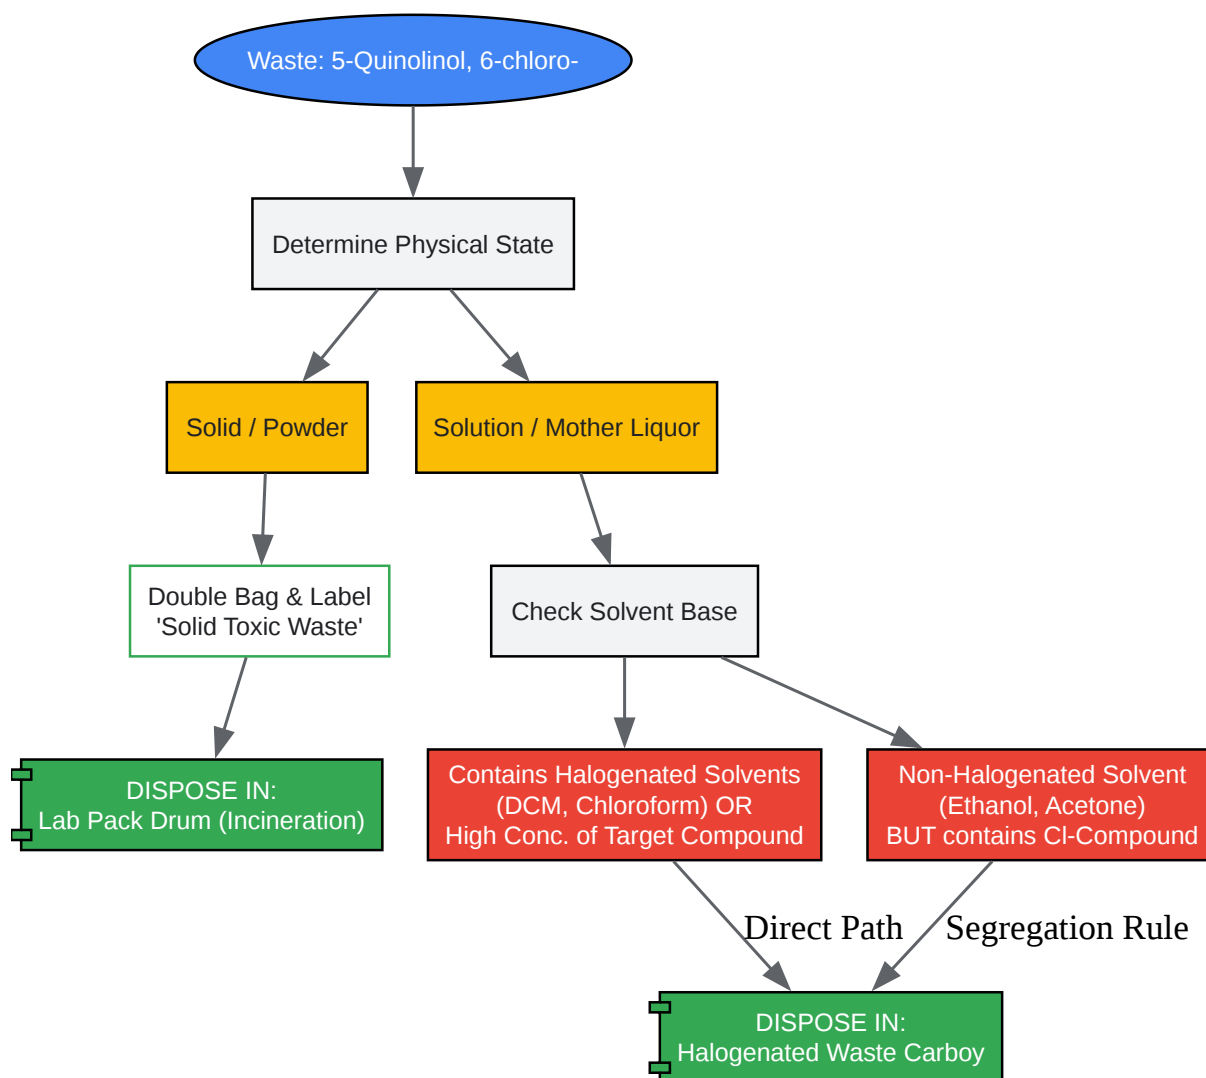 Waste: 5-Quinolinol, 6-chloro-
Determine Physical State
Solid / Powder
Solution / Mother Liquor
Double Bag & Label
'Solid Toxic Waste'
Check Solvent Base
DISPOSE IN:
Lab Pack Drum (Incineration)
Contains Halogenated Solvents
(DCM, Chloroform) OR
High Conc. of Target Compound
Non-Halogenated Solvent
(Ethanol, Acetone)
BUT contains Cl-Compound
Direct Path
Segregation Rule
DISPOSE IN:
Halogenated Waste Carboy